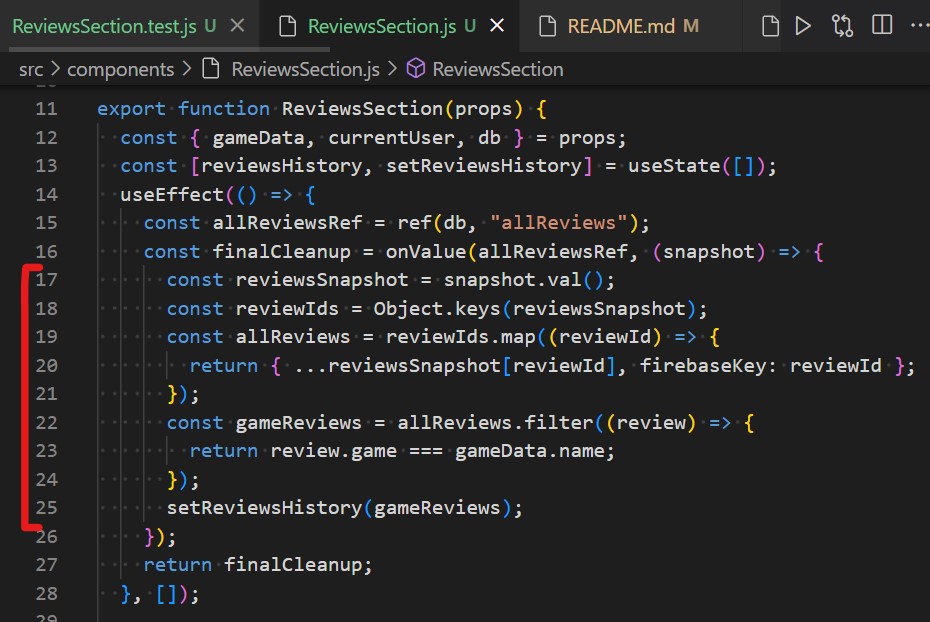 ReviewsSection.test.js U
ReviewsSection.js U
README.md M
src > components > ReviewsSection.js > ReviewsSection
11 export function ReviewsSection(props) {
12   const { gameData, currentUser, db } = props;
13   const [reviewsHistory, setReviewsHistory] = useState([]);
14   useEffect(() => {
15     const allReviewsRef = ref(db, "allReviews");
16     const finalCleanup = onValue(allReviewsRef, (snapshot) => {
17       const reviewsSnapshot = snapshot.val();
18       const reviewIds = Object.keys(reviewsSnapshot);
19       const allReviews = reviewIds.map((reviewId) => {
20         return { ...reviewsSnapshot[reviewId], firebaseKey: reviewId };
21       });
22       const gameReviews = allReviews.filter((review) => {
23         return review.game === gameData.name;
24       });
25       setReviewsHistory(gameReviews);
26     });
27     return finalCleanup;
28   }, []);